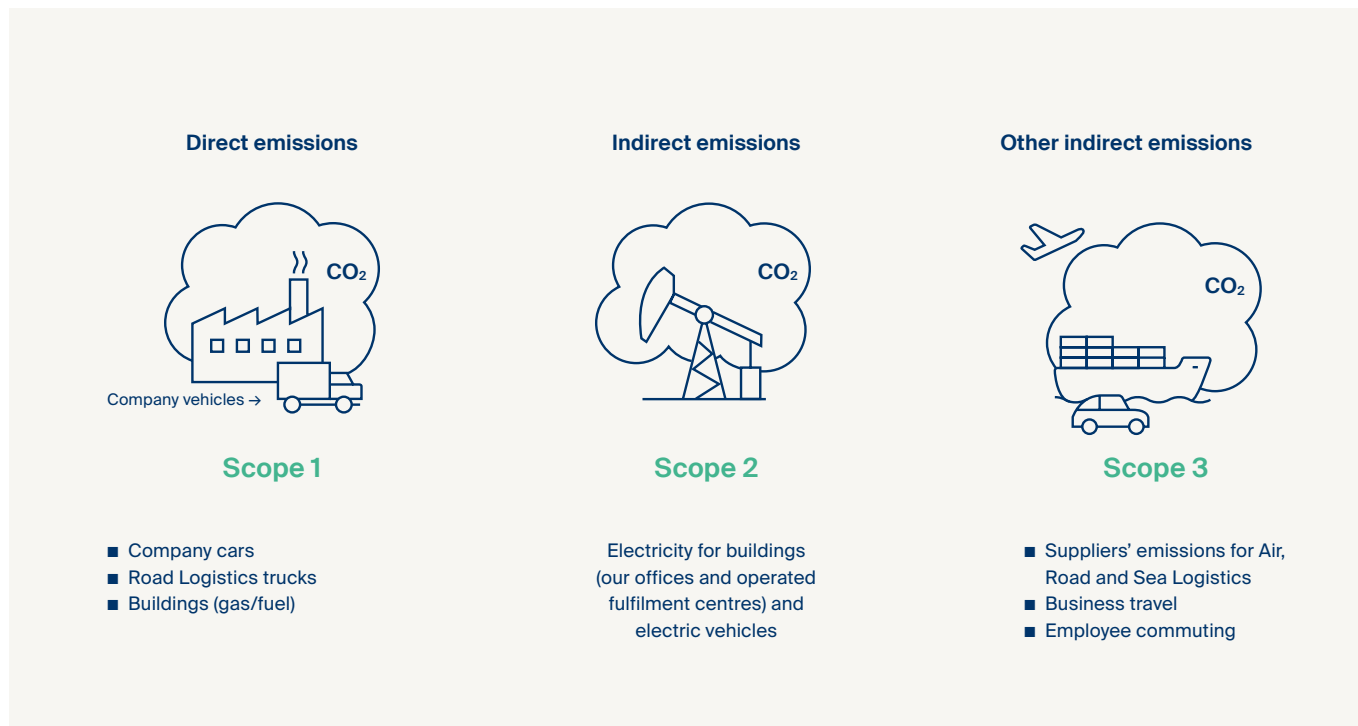 Direct emissions
CO₂
Company vehicles →
Scope 1
■ Company cars
■ Road Logistics trucks
■ Buildings (gas/fuel)
Indirect emissions
CO₂
Scope 2
Electricity for buildings
(our offices and operated
fulfilment centres) and
electric vehicles
Other indirect emissions
CO₂
Scope 3
■ Suppliers’ emissions for Air,
Road and Sea Logistics
■ Business travel
■ Employee commuting